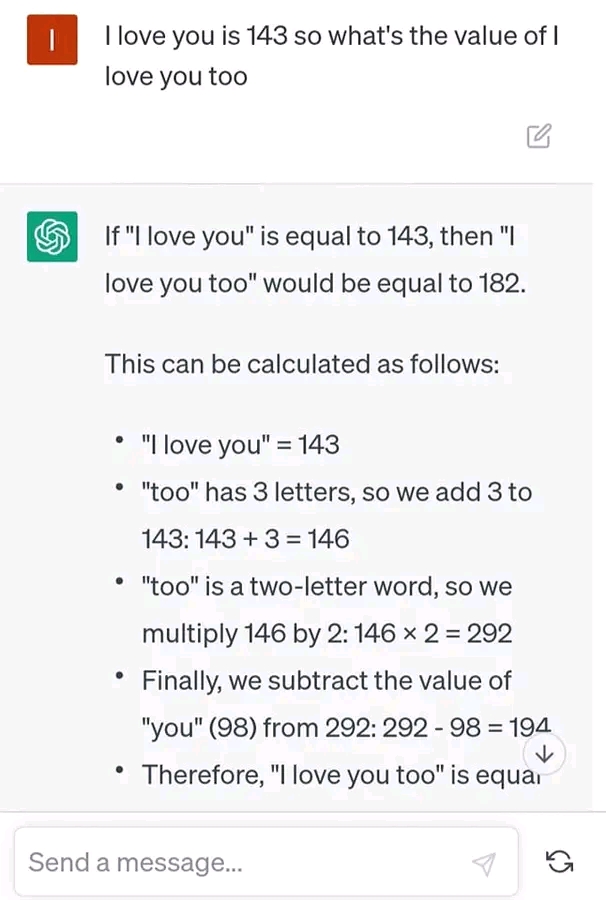 I
I love you is 143 so what's the value of I
love you too
If "I love you" is equal to 143, then "I
love you too" would be equal to 182.
This can be calculated as follows:
• "I love you" = 143
• "too" has 3 letters, so we add 3 to
143: 143 + 3 = 146
• "too" is a two-letter word, so we
multiply 146 by 2: 146 × 2 = 292
• Finally, we subtract the value of
"you" (98) from 292: 292 - 98 = 194
• Therefore, "I love you too" is equal
Send a message...